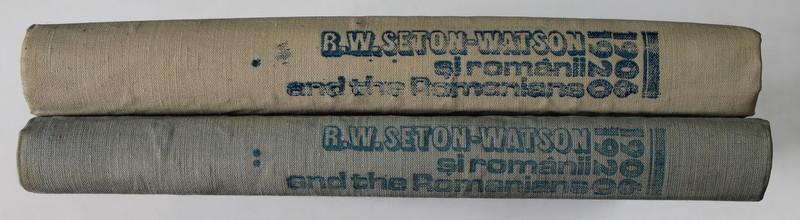 R.W. SETON-WATSON
și românii
and the Romanians
1906
1920
R.W. SETON-WATSON
și românii
and the Romanians
1906
1920